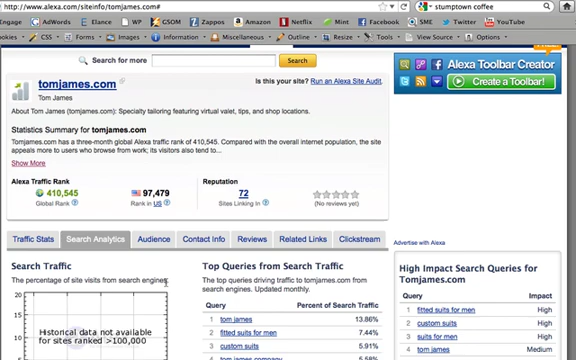 http://www.alexa.com/siteinfo/tomjames.com#
stumptown coffee
Engage AdWords Elance Ebates WP GSOM Zappos Amazon Netflix Mint Facebook Twitter YouTube
Cookies CSS Forms Images Information Miscellaneous Outline Resize Tools View Source Options
Search for more
Search
tomjames.com
Is this your site? Run an Alexa Site Audit.
Tom James
About Tom James (tomjames.com): Specialty tailoring featuring virtual valet, tips, and shop locations.
Statistics Summary for tomjames.com
Tomjames.com has a three-month global Alexa traffic rank of 410,545. Compared with the overall internet population, the site
appeals more to users who browse from work; its visitors also tend to...
Show More
Alexa Traffic Rank
Reputation
410,545
Global Rank
97,479
Rank in US
72
Sites Linking In
(No reviews yet)
Traffic Stats
Search Analytics
Audience
Contact Info
Reviews
Related Links
Clickstream
Search Traffic
The percentage of site visits from search engines.
20
15
10
5
Historical data not available
for sites ranked >100,000
Top Queries from Search Traffic
The top queries driving traffic to tomjames.com from
search engines. Updated monthly.
Query Percent of Search Traffic
1 tom james 13.86%
2 fitted suits for men 7.44%
3 custom suits 5.91%
4 tom james company 5.58%
Alexa Toolbar Creator
Create a Toolbar!
Advertise with Alexa
High Impact Search Queries for
Tomjames.com
Query Impact
1 fitted suits for men High
2 custom suits High
3 suits for men High
4 tom james Medium